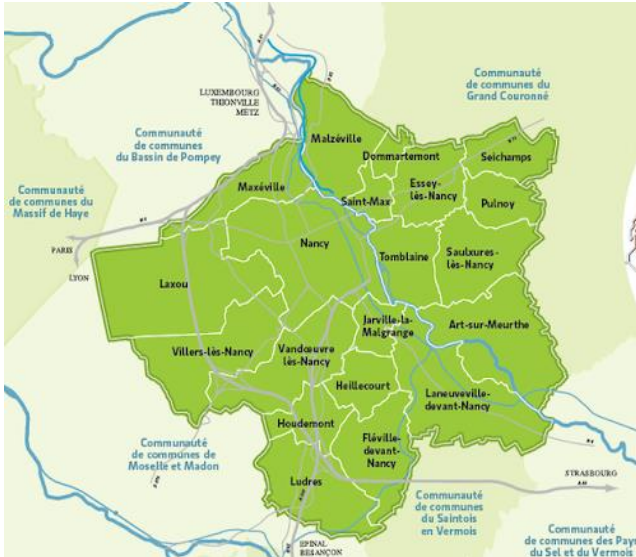 LUXEMBOURG
THIONVILLE
METZ
Communauté
de communes du
Grand Couronné
Malzéville
Communauté
de communes
du Bassin de Pompey
Dommartemont
Seichamps
Maxéville
Essey-
lès-Nancy
Communauté
de communes du
Massif de Haye
Saint-Max
Pulnoy
PARIS
LYON
Nancy
Tomblaine
Saulxures-
lès-Nancy
Laxou
Jarville-la-
Malgrange
Art-sur-Meurthe
Villers-lès-Nancy
Vandœuvre
lès-Nancy
Heillecourt
Laneuveville-
devant-Nancy
Houdemont
Communauté
de communes de
Moselle et Madon
Fléville-
devant-
Nancy
Ludres
STRASBOURG
Communauté
de communes
du Saintois
en Vermois
EPINAL
BESANÇON
Communauté
de communes des Pays
du Sel et du Vermois